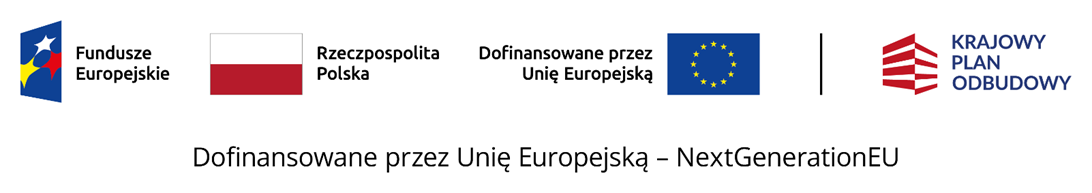 Fundusze
Europejskie
Rzeczpospolita
Polska
Dofinansowane przez
Unię Europejską
KRAJOWY
PLAN
ODBUDOWY
Dofinansowane przez Unię Europejską – NextGenerationEU